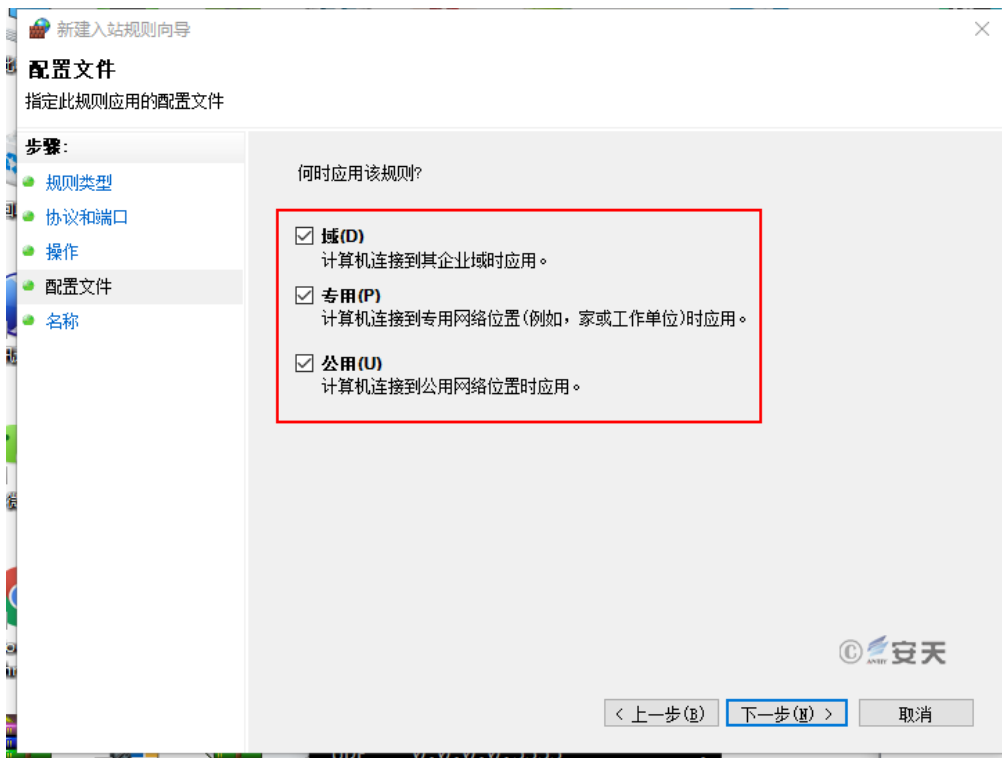 新建入站规则向导
配置文件
指定此规则应用的配置文件
步骤:
规则类型
协议和端口
操作
配置文件
名称
何时应用该规则?
域(D)
计算机连接到其企业域时应用。
专用(P)
计算机连接到专用网络位置(例如，家或工作单位)时应用。
公用(U)
计算机连接到公用网络位置时应用。
© 安天
< 上一步(B)
下一步(N) >
取消